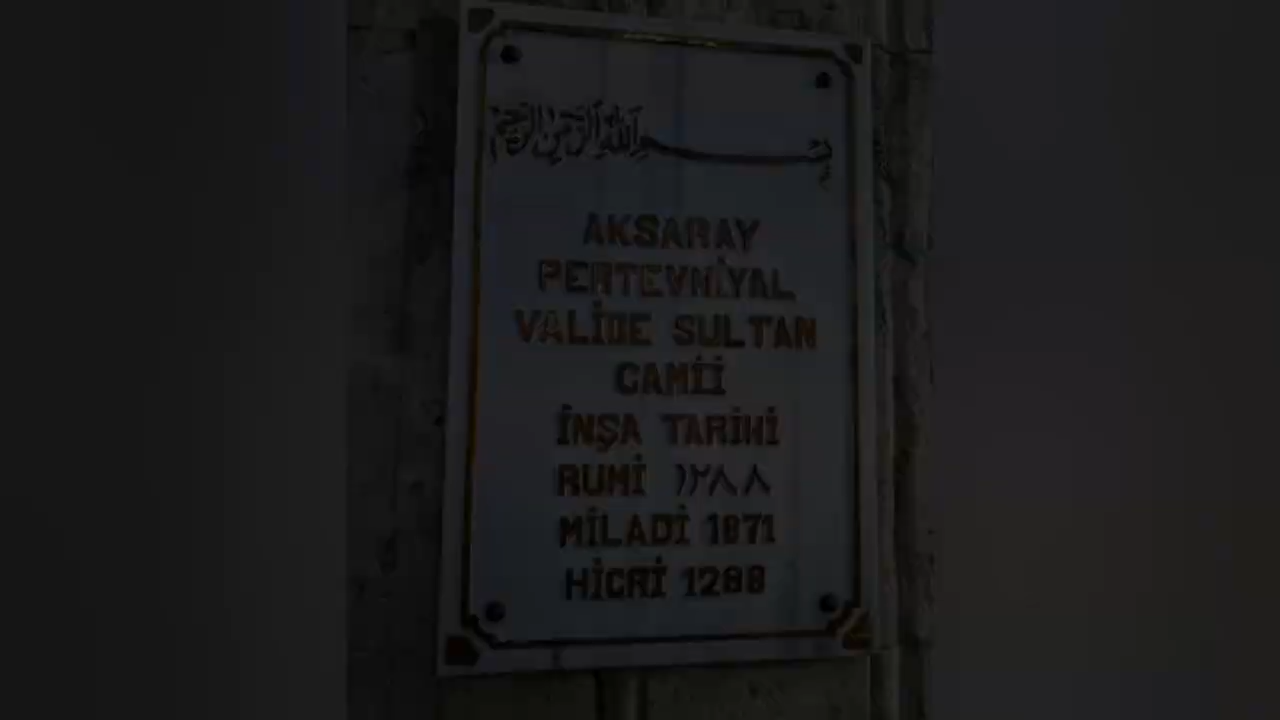 بسم الله الرحمن الرحيم
AKSARAY
PERTEVNİYAL
VALİDE SULTAN
CAMİİ
İNŞA TARİHİ
RUMİ ١٢٨٨
MİLADİ 1871
HİCRİ 1288